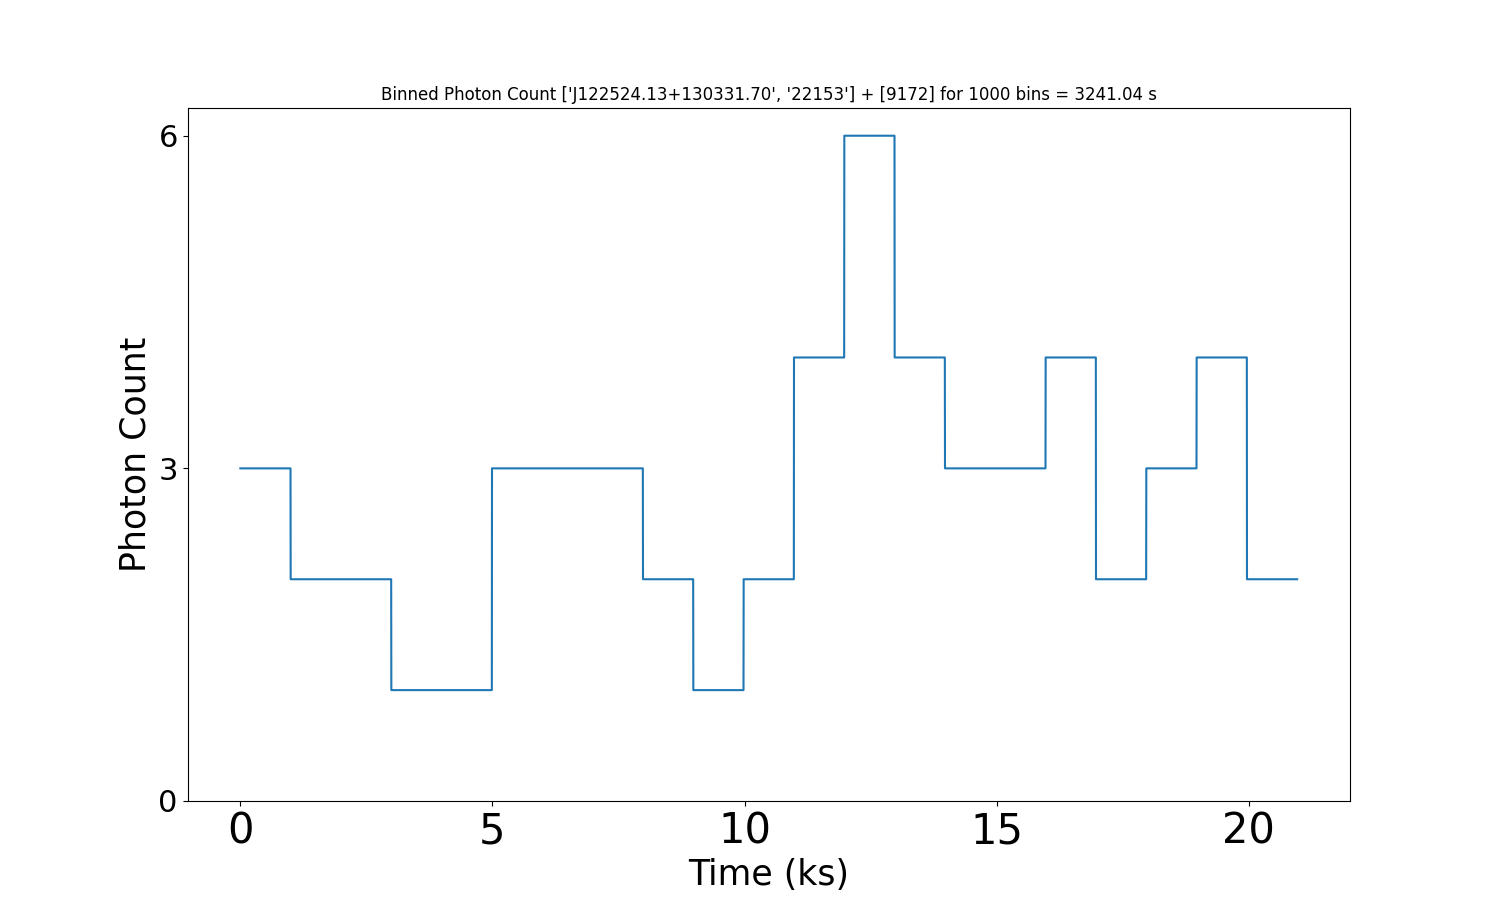 Binned Photon Count ['J122524.13+130331.70', '22153'] + [9172] for 1000 bins = 3241.04 s
6
3
0
Photon Count
0 5 10 15 20
Time (ks)